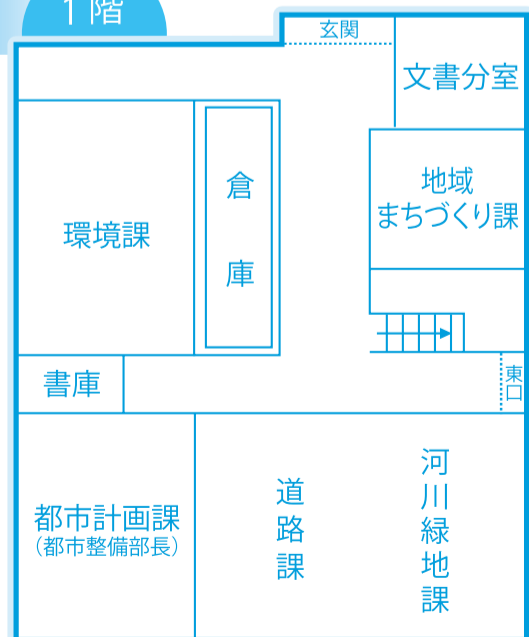 1階
玄関
文書分室
地域
まちづくり課
倉庫
環境課
書庫
東口
都市計画課
（都市整備部長）
道路課
河川緑地課